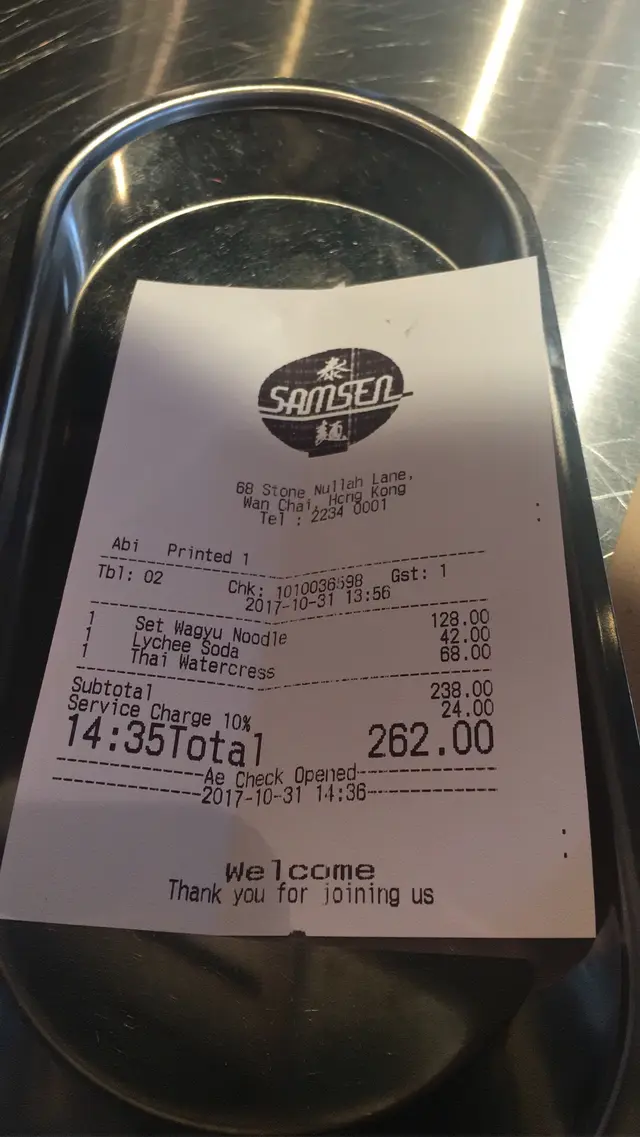 泰
SAMSEN
麵
68 Stone Nullah Lane,
Wan Chai, Hong Kong
Tel : 2234 0001
Abi Printed 1
Tbl: 02 Chk: 1010036598 Gst: 1
2017-10-31 13:56
1 Set Wagyu Noodle 128.00
1 Lychee Soda 42.00
1 Thai Watercress 68.00
Subtotal 238.00
Service Charge 10% 24.00
14:35Total 262.00
Ae Check Opened
2017-10-31 14:36
Welcome
Thank you for joining us